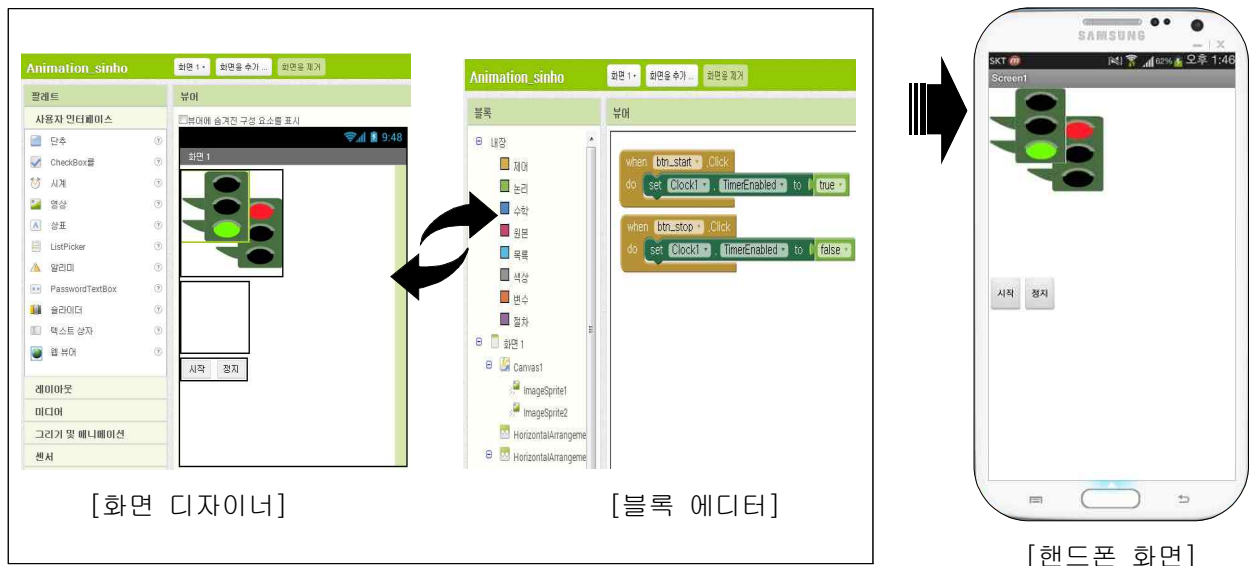 Animation_sinho
화면 1
화면을 추가 ...
화면을 제거
팔레트
뷰어
사용자 인터페이스
뷰어에 숨겨진 구성 요소를 표시
단추
CheckBox를
시계
영상
상표
ListPicker
알리미
PasswordTextBox
슬라이더
텍스트 상자
웹 뷰어
레이아웃
미디어
그리기 및 애니메이션
센서
9:48
화면 1
시작 정지
[화면 디자이너]
Animation_sinho
화면 1
화면을 추가 ...
화면을 제거
블록
뷰어
내장
제어
논리
수학
원본
목록
색상
변수
절차
화면 1
Canvas1
ImageSprite1
ImageSprite2
HorizontalArrangeme
HorizontalArrangeme
when btn_start .Click
do set Clock1 . TimerEnabled to true
when btn_stop .Click
do set Clock1 . TimerEnabled to false
[블록 에디터]
SAMSUNG
SKT 62% 오후 1:46
Screen1
시작 정지
[핸드폰 화면]